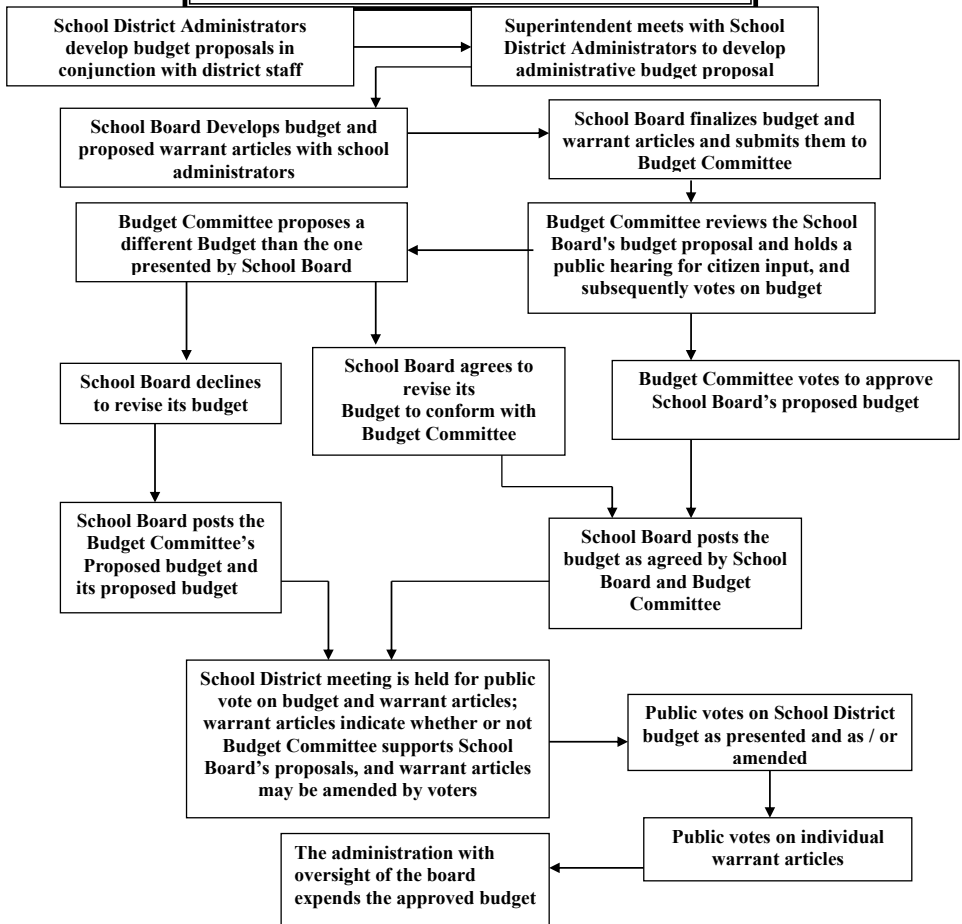 School District Administrators
develop budget proposals in
conjunction with district staff
Superintendent meets with School
District Administrators to develop
administrative budget proposal
School Board Develops budget and
proposed warrant articles with school
administrators
School Board finalizes budget and
warrant articles and submits them to
Budget Committee
Budget Committee proposes a
different Budget than the one
presented by School Board
Budget Committee reviews the School
Board's budget proposal and holds a
public hearing for citizen input, and
subsequently votes on budget
School Board declines
to revise its budget
School Board agrees to
revise its
Budget to conform with
Budget Committee
Budget Committee votes to approve
School Board’s proposed budget
School Board posts the
Budget Committee’s
Proposed budget and
its proposed budget
School Board posts the
budget as agreed by School
Board and Budget
Committee
School District meeting is held for public
vote on budget and warrant articles;
warrant articles indicate whether or not
Budget Committee supports School
Board’s proposals, and warrant articles
may be amended by voters
Public votes on School District
budget as presented and as / or
amended
Public votes on individual
warrant articles
The administration with
oversight of the board
expends the approved budget